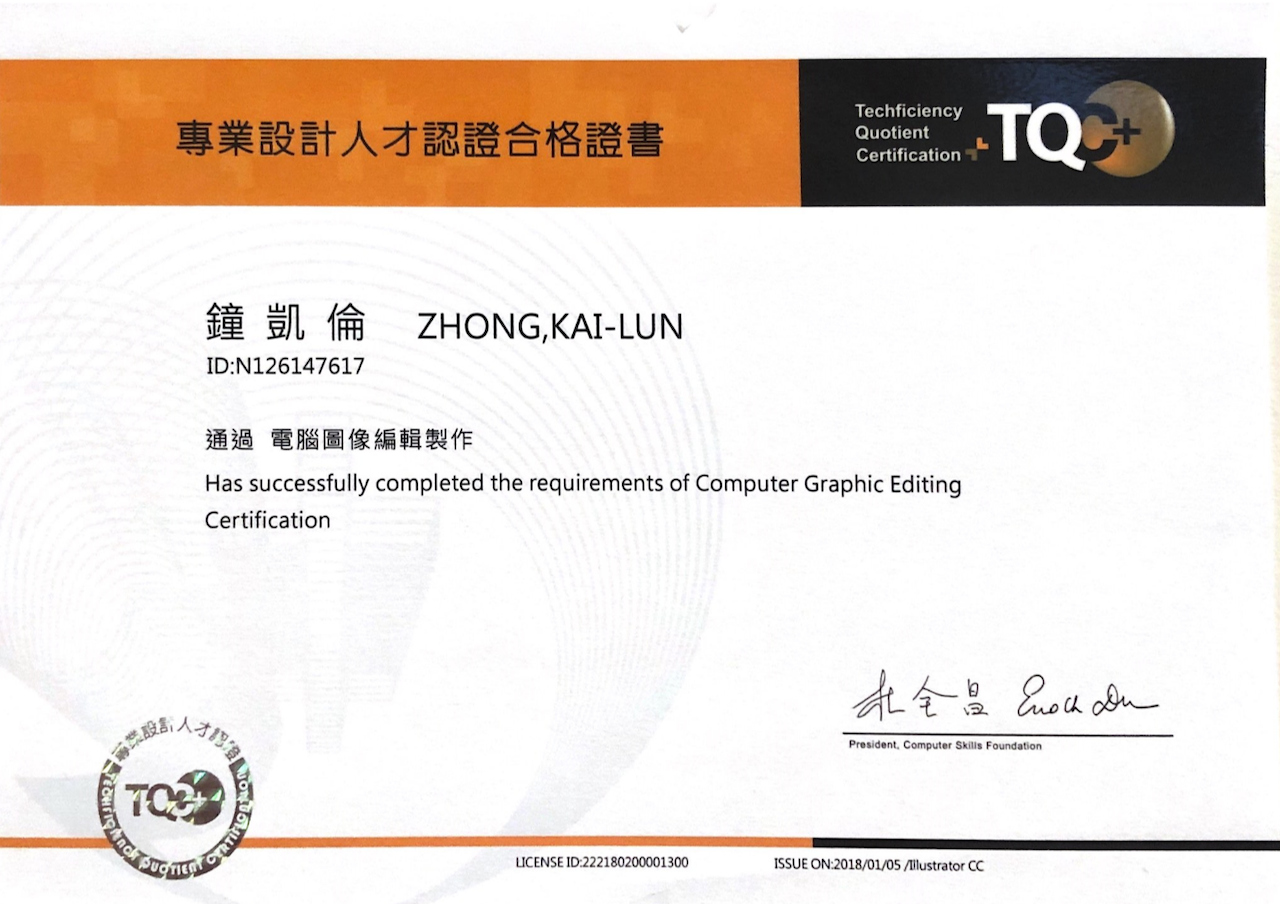 專業設計人才認證合格證書
Techficiency
Quotient
Certification
TQC+
鐘凱倫 ZHONG,KAI-LUN
ID:N126147617
通過 電腦圖像編輯製作
Has successfully completed the requirements of Computer Graphic Editing
Certification
杜全昌 Enoch Du
President, Computer Skills Foundation
專業設計人才認證
TQC+
TECHFICIENCY QUOTIENT CERTIFICATION
LICENSE ID:222180200001300
ISSUE ON:2018/01/05 /Illustrator CC